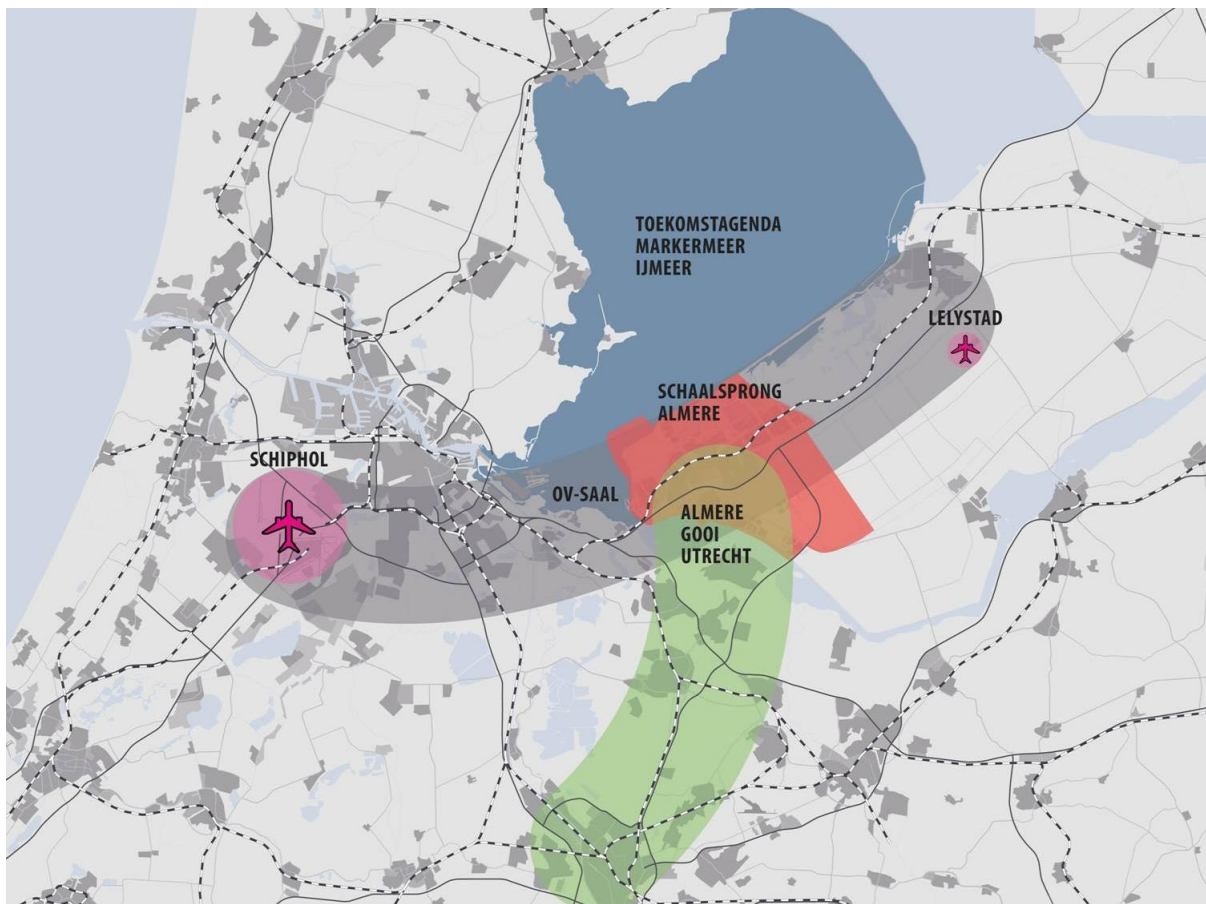 TOEKOMSTAGENDA
MARKERMEER
IJMEER
LELYSTAD
SCHAALSPRONG
ALMERE
SCHIPHOL
OV-SAAL
ALMERE
GOOI
UTRECHT